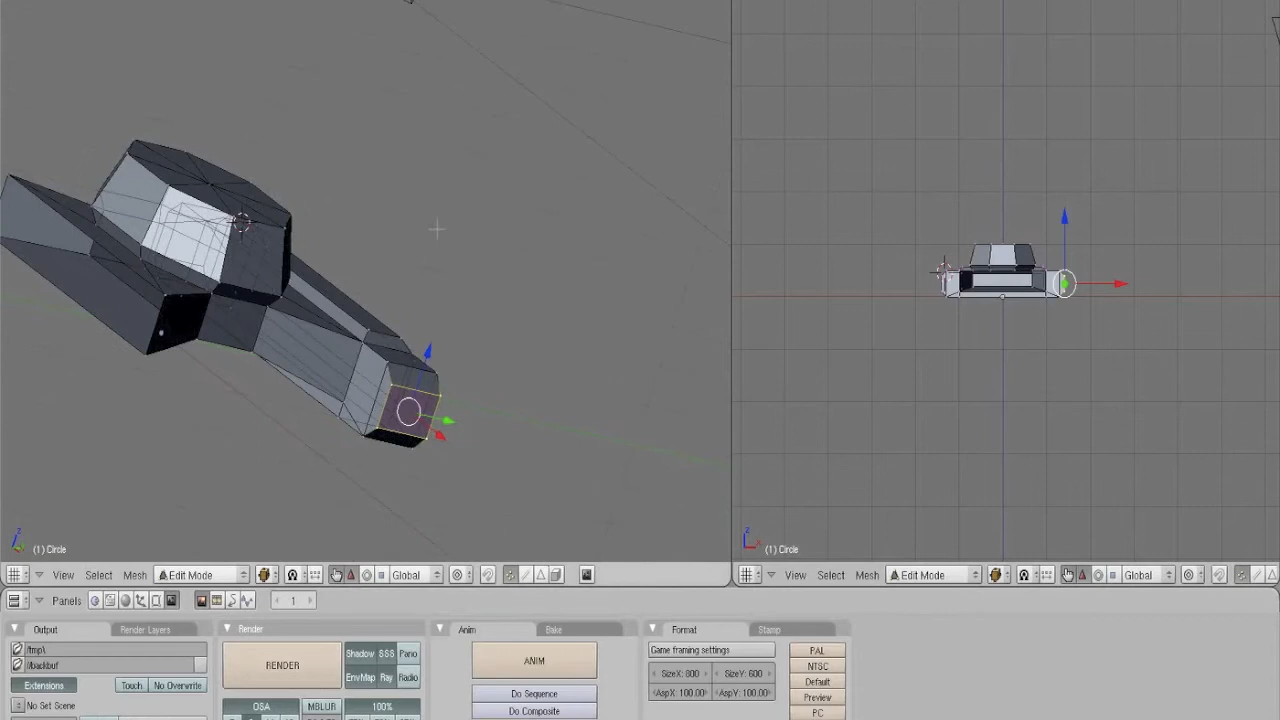 z
(1) Circle
z
x
(1) Circle
View Select Mesh Edit Mode Global
View Select Mesh Edit Mode Global
Panels 1
Output Render Layers Render Anim Bake Format Stamp
/tmp\ Game framing settings PAL
//backbuf RENDER Shadow SSS Pano ANIM NTSC
Extensions Touch No Overwrite EnvMap Ray Radio SizeX: 800 SizeY: 600 Default
No Set Scene OSA MBLUR 100% Do Sequence AspX: 100.00 AspY: 100.00 Preview
Do Composite PC